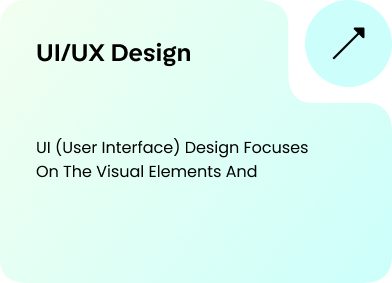 UI/UX Design
UI (User Interface) Design Focuses
On The Visual Elements And